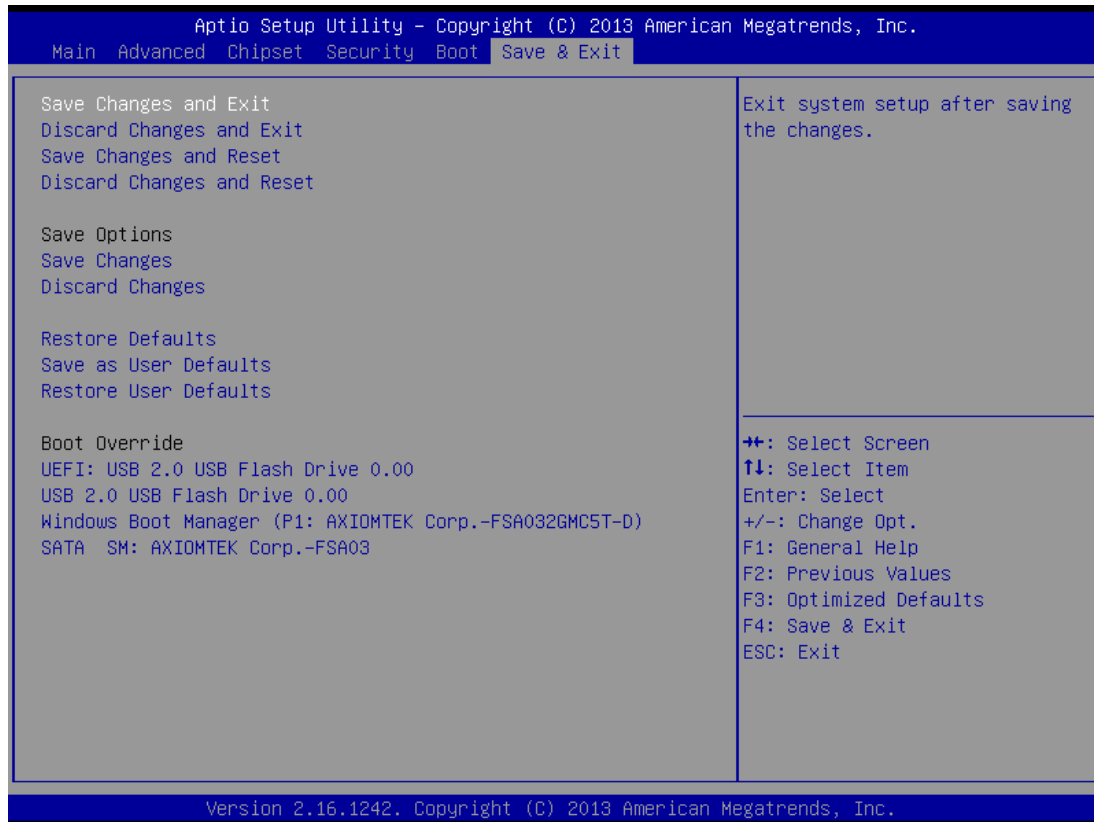 Aptio Setup Utility – Copyright (C) 2013 American Megatrends, Inc.
Main Advanced Chipset Security Boot Save & Exit
Save Changes and Exit
Discard Changes and Exit
Save Changes and Reset
Discard Changes and Reset
Save Options
Save Changes
Discard Changes
Restore Defaults
Save as User Defaults
Restore User Defaults
Boot Override
UEFI: USB 2.0 USB Flash Drive 0.00
USB 2.0 USB Flash Drive 0.00
Windows Boot Manager (P1: AXIOMTEK Corp.-FSA032GMC5T-D)
SATA  SM: AXIOMTEK Corp.-FSA03
Exit system setup after saving
the changes.
→←: Select Screen
↑↓: Select Item
Enter: Select
+/-: Change Opt.
F1: General Help
F2: Previous Values
F3: Optimized Defaults
F4: Save & Exit
ESC: Exit
Version 2.16.1242. Copyright (C) 2013 American Megatrends, Inc.